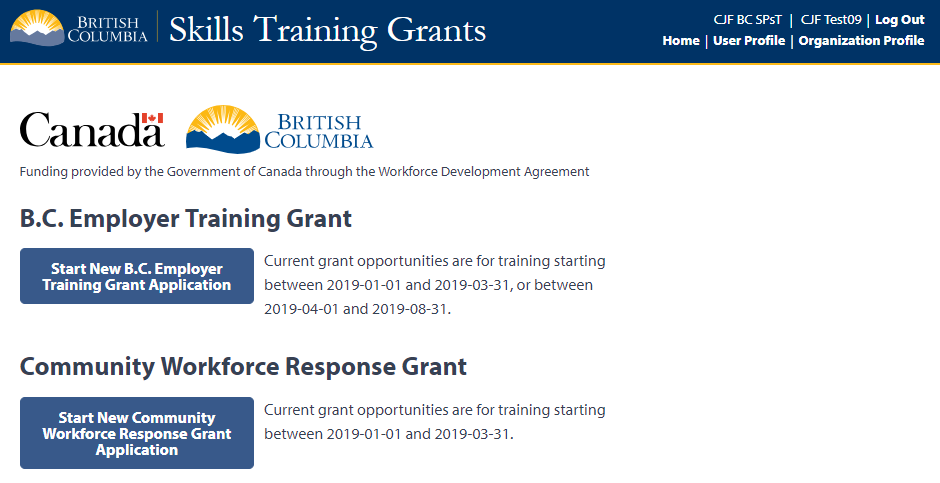 BRITISH
COLUMBIA
Skills Training Grants
CJF BC SPsT | CJF Test09 | Log Out
Home | User Profile | Organization Profile
Canada
BRITISH
COLUMBIA
Funding provided by the Government of Canada through the Workforce Development Agreement
B.C. Employer Training Grant
Start New B.C. Employer
Training Grant Application
Current grant opportunities are for training starting
between 2019-01-01 and 2019-03-31, or between
2019-04-01 and 2019-08-31.
Community Workforce Response Grant
Start New Community
Workforce Response Grant
Application
Current grant opportunities are for training starting
between 2019-01-01 and 2019-03-31.